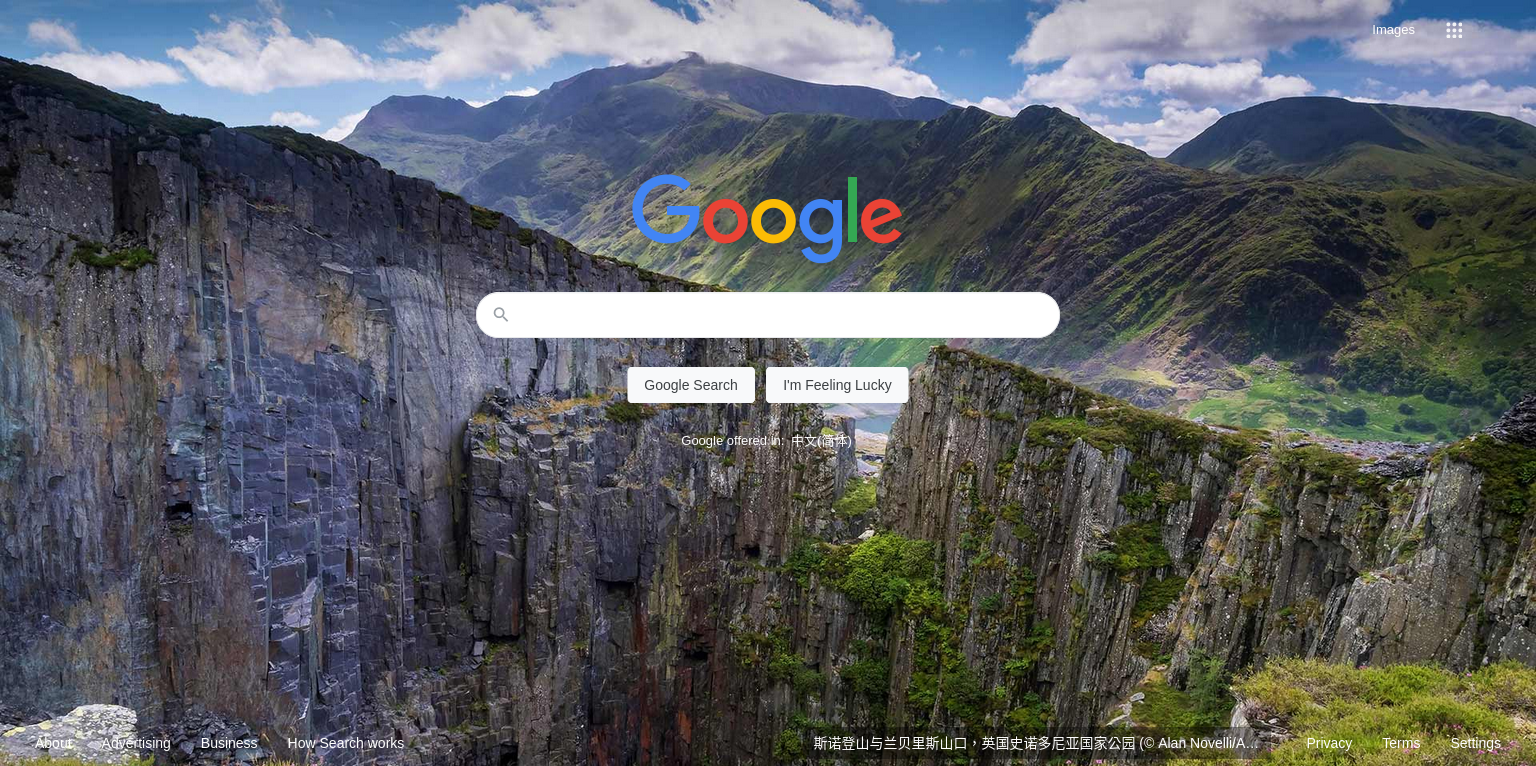 Images
Google
Google Search
I'm Feeling Lucky
Google offered in: 中文(简体)
About
Advertising
Business
How Search works
斯诺登山与兰贝里斯山口，英国史诺多尼亚国家公园 (© Alan Novelli/A...
Privacy
Terms
Settings